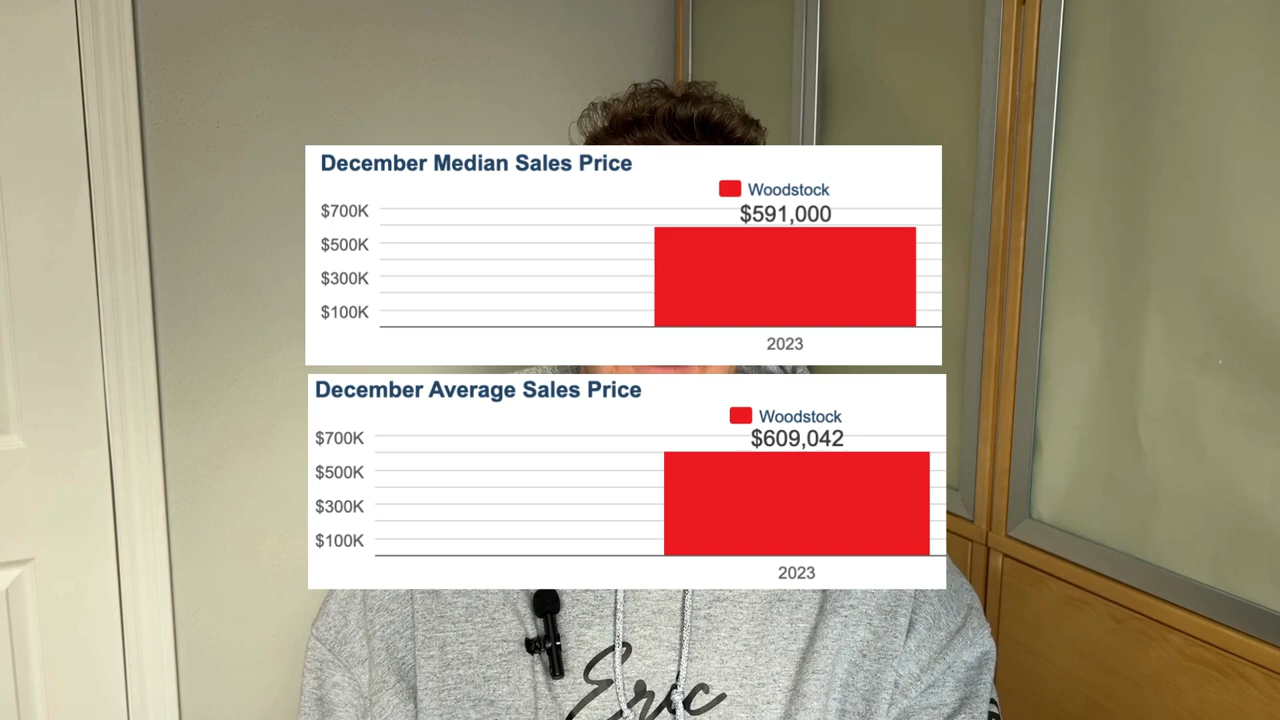 December Median Sales Price
Woodstock
$591,000
$700K
$500K
$300K
$100K
2023
December Average Sales Price
Woodstock
$609,042
$700K
$500K
$300K
$100K
2023
Eric